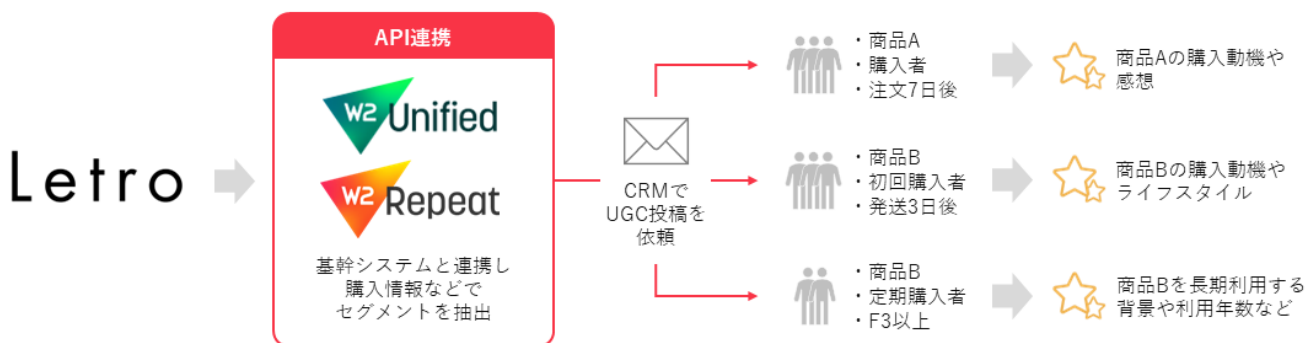 Letro
API連携
W2 Unified
W2 Repeat
基幹システムと連携し
購入情報などで
セグメントを抽出
CRMで
UGC投稿を
依頼
・商品A
・購入者
・注文7日後
商品Aの購入動機や
感想
・商品B
・初回購入者
・発送3日後
商品Bの購入動機や
ライフスタイル
・商品B
・定期購入者
・F3以上
商品Bを長期利用する
背景や利用年数など